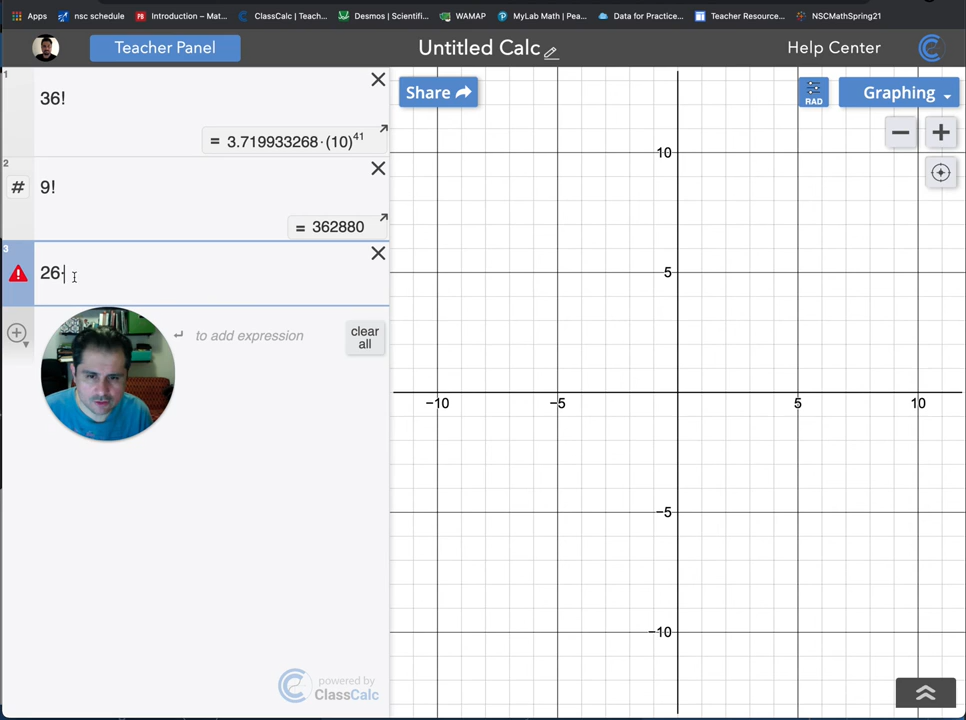 Apps nsc schedule Introduction – Mat... ClassCalc | Teach... Desmos | Scientifi... WAMAP MyLab Math | Pea... Data for Practice... Teacher Resource... NSCMathSpring21
Teacher Panel Untitled Calc Help Center
1
36!
= 3.719933268·(10)⁴¹
2
# 9!
= 362880
3
26·
to add expression clear all
powered by
ClassCalc
Share
RAD
Graphing
10
5
−10 −5 5 10
−5
−10